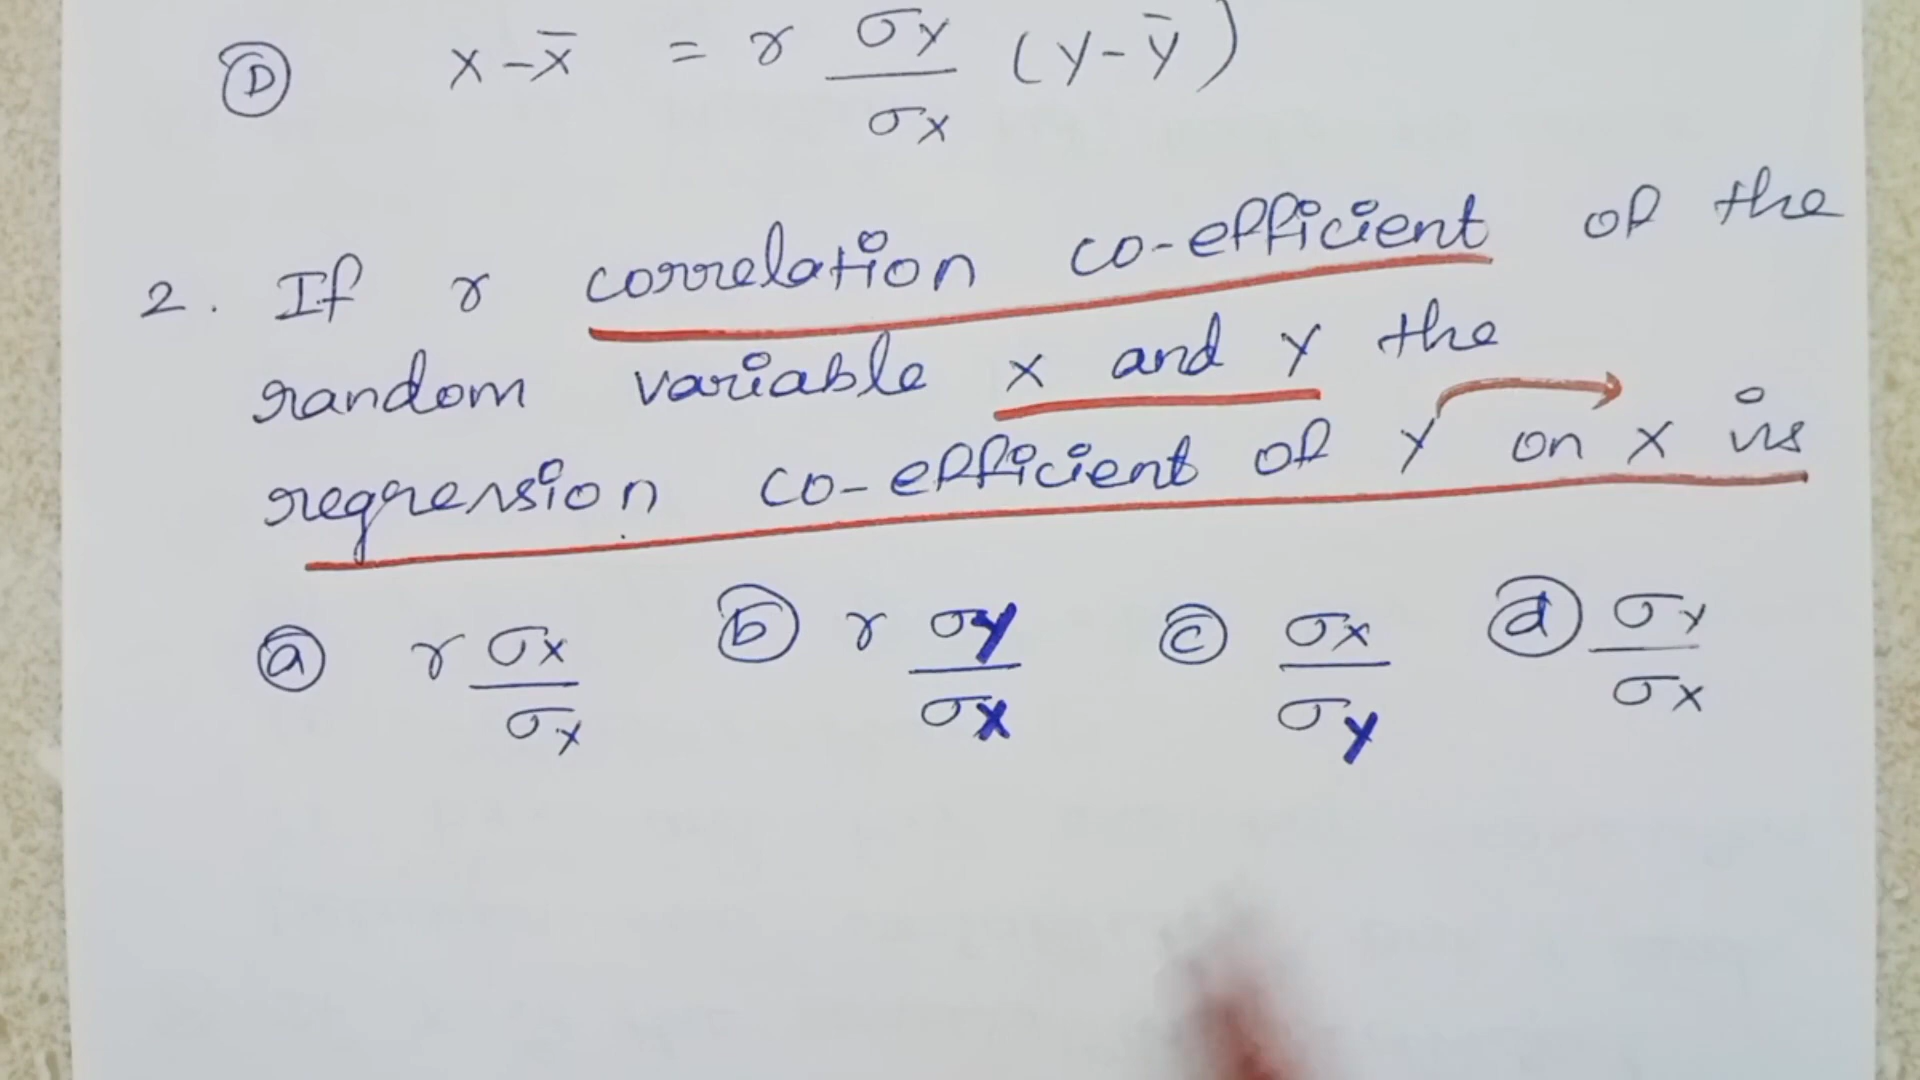 Ⓓ x-x̄ = r σy/σx (y-ȳ)
2. If r correlation co-efficient of the
random variable x and y the
regression co-efficient of y on x is
ⓐ r σx/σx ⓑ r σy/σx ⓒ σx/σy ⓓ σy/σx